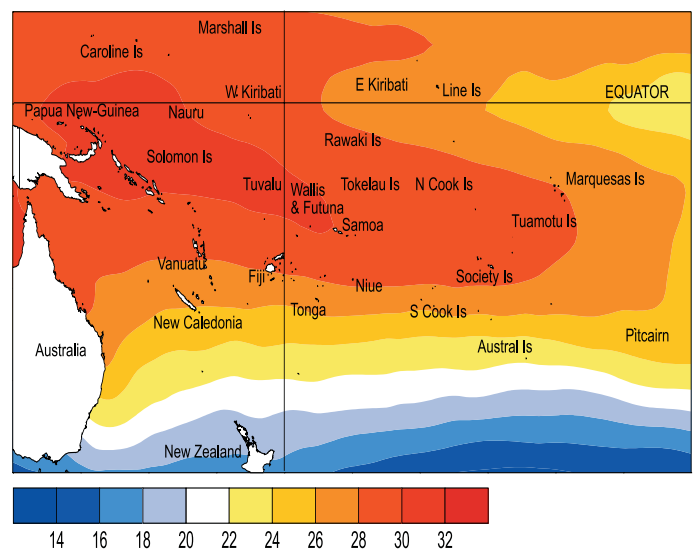 Marshall Is
Caroline Is
W Kiribati
E Kiribati
Line Is
EQUATOR
Papua New-Guinea
Nauru
Rawaki Is
Solomon Is
Tuvalu
Wallis
& Futuna
Tokelau Is
N Cook Is
Marquesas Is
Samoa
Tuamotu Is
Vanuatu
Fiji
Niue
Society Is
Tonga
S Cook Is
New Caledonia
Pitcairn
Australia
Austral Is
New Zealand
14 16 18 20 22 24 26 28 30 32